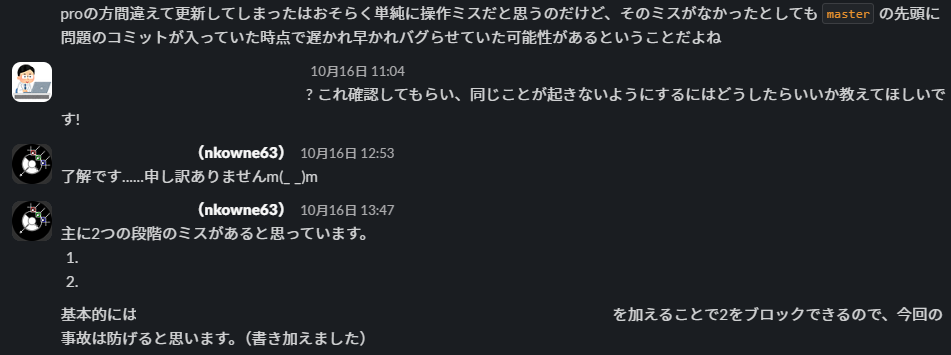 proの方間違えて更新してしまったはおそらく単純に操作ミスだと思うのだけど、そのミスがなかったとしても master の先頭に
問題のコミットが入っていた時点で遅かれ早かれバグらせていた可能性があるということだよね
10月16日 11:04
? これ確認してもらい、同じことが起きないようにするにはどうしたらいいか教えてほしいで
す!
（nkowne63） 10月16日 12:53
了解です......申し訳ありませんm(_ _)m
（nkowne63） 10月16日 13:47
主に2つの段階のミスがあると思っています。
1.
2.
基本的には を加えることで2をブロックできるので、今回の
事故は防げると思います。（書き加えました）